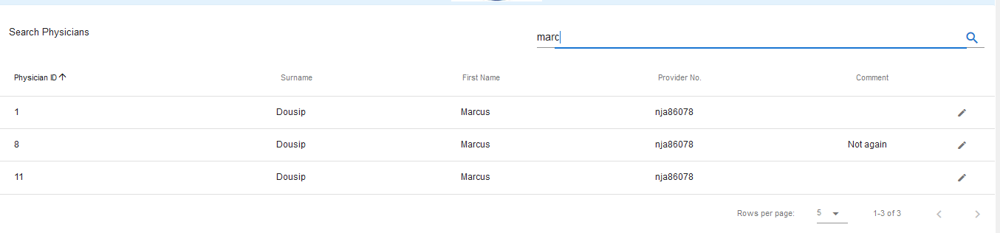 Search Physicians
marc
Physician ID Surname First Name Provider No. Comment
1 Dousip Marcus nja86078
8 Dousip Marcus nja86078 Not again
11 Dousip Marcus nja86078
Rows per page: 5 1-3 of 3